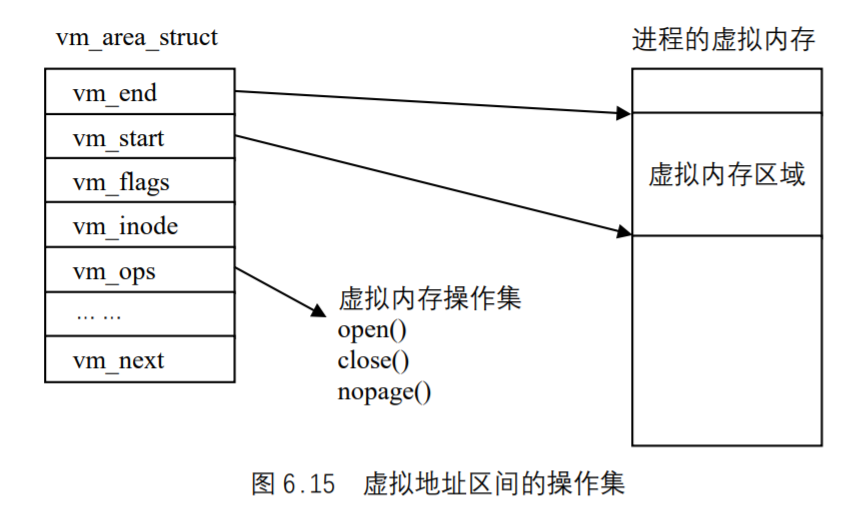 vm_area_struct
进程的虚拟内存
vm_end
vm_start
vm_flags
vm_inode
vm_ops
… …
vm_next
虚拟内存区域
虚拟内存操作集
open()
close()
nopage()
图 6.15 虚拟地址区间的操作集